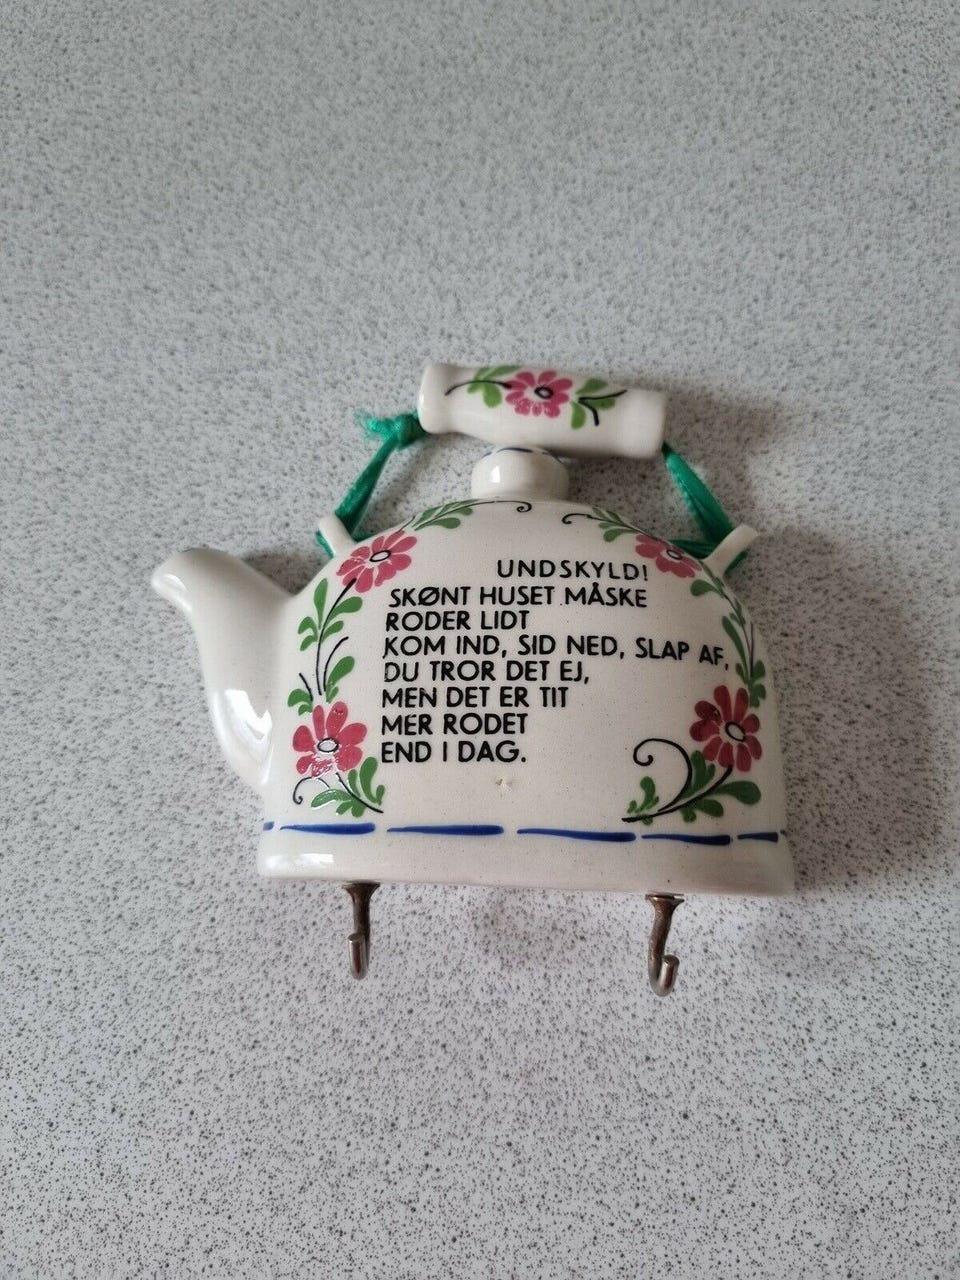 UNDSKYLD!
SKØNT HUSET MÅSKE
RODER LIDT
KOM IND, SID NED, SLAP AF,
DU TROR DET EJ,
MEN DET ER TIT
MER RODET
END I DAG.